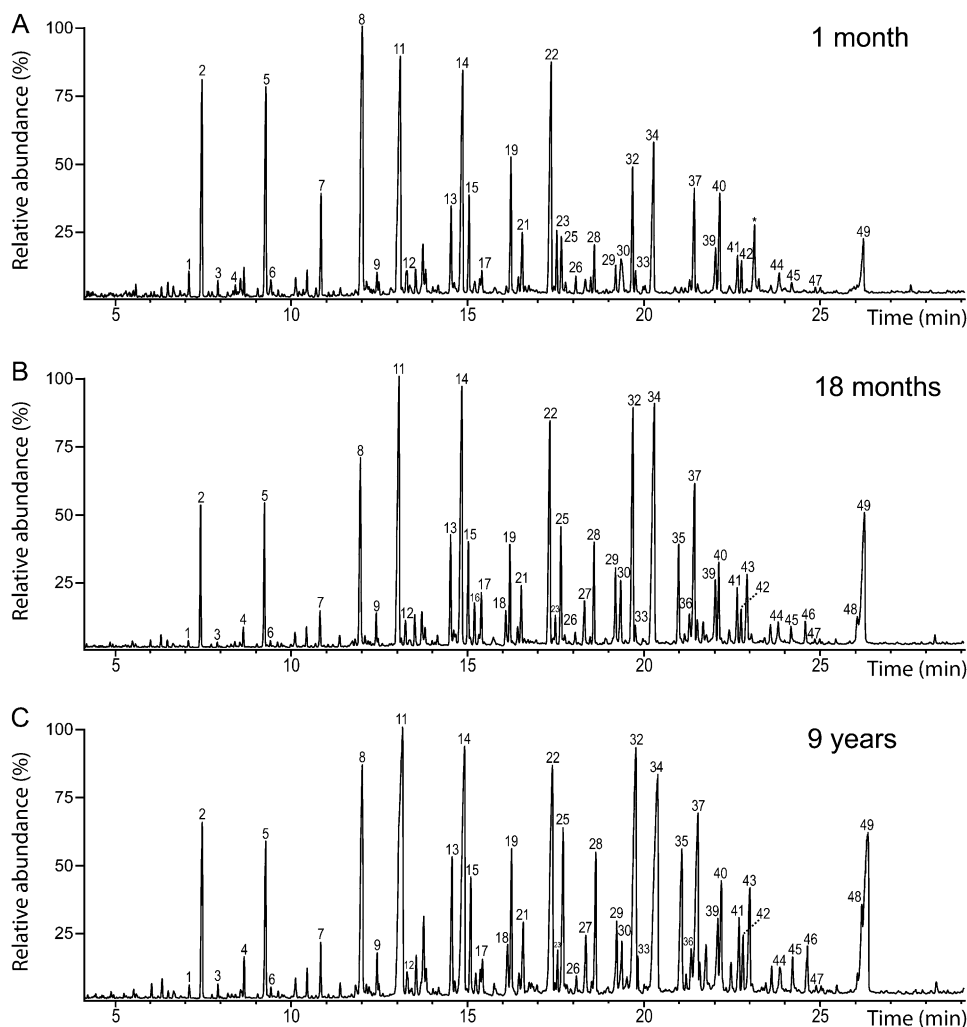 A
1 month
Relative abundance (%)
100
75
50
25
1 2 3 4 5 6 7 8 9 11 12 13 14 15 17 19 21 22 23 25 26 28 29 30 32 33 34 37 39 40 41 42 * 44 45 47 49
5 10 15 20 25
Time (min)
B
18 months
Relative abundance (%)
100
75
50
25
1 2 3 4 5 6 7 8 9 11 12 13 14 15 16 17 18 19 21 22 23 25 26 27 28 29 30 32 33 34 35 36 37 39 40 41 43 42 44 45 46 47 48 49
5 10 15 20 25
Time (min)
C
9 years
Relative abundance (%)
100
75
50
25
1 2 3 4 5 6 7 8 9 11 12 13 14 15 17 18 19 21 22 23 25 26 27 28 29 30 32 33 34 35 36 37 39 40 41 43 42 44 45 46 47 48 49
5 10 15 20 25
Time (min)